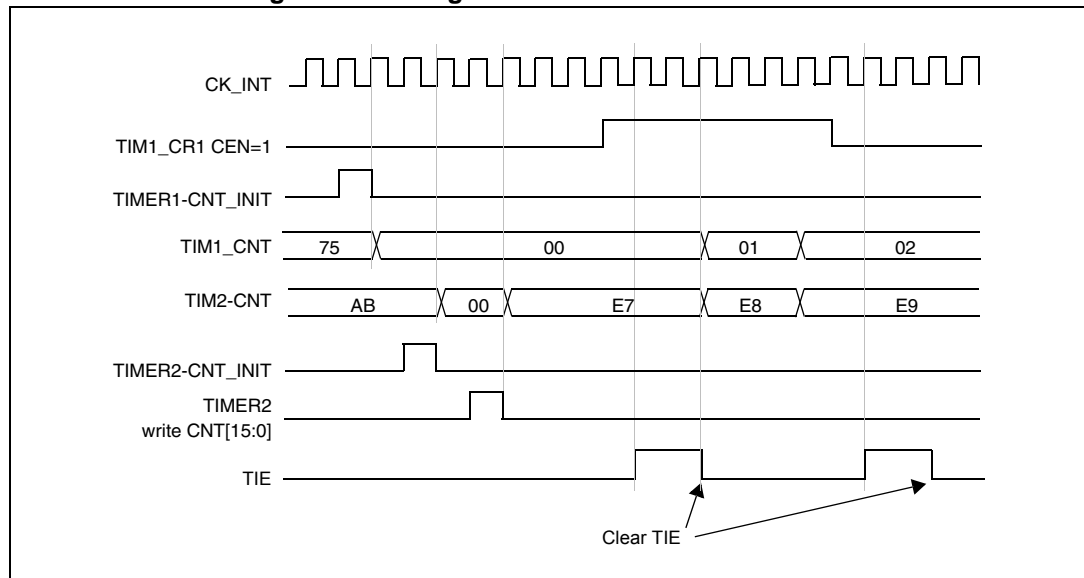 CK_INT
TIM1_CR1 CEN=1
TIMER1-CNT_INIT
TIM1_CNT 75 00 01 02
TIM2-CNT AB 00 E7 E8 E9
TIMER2-CNT_INIT
TIMER2
write CNT[15:0]
TIE
Clear TIE